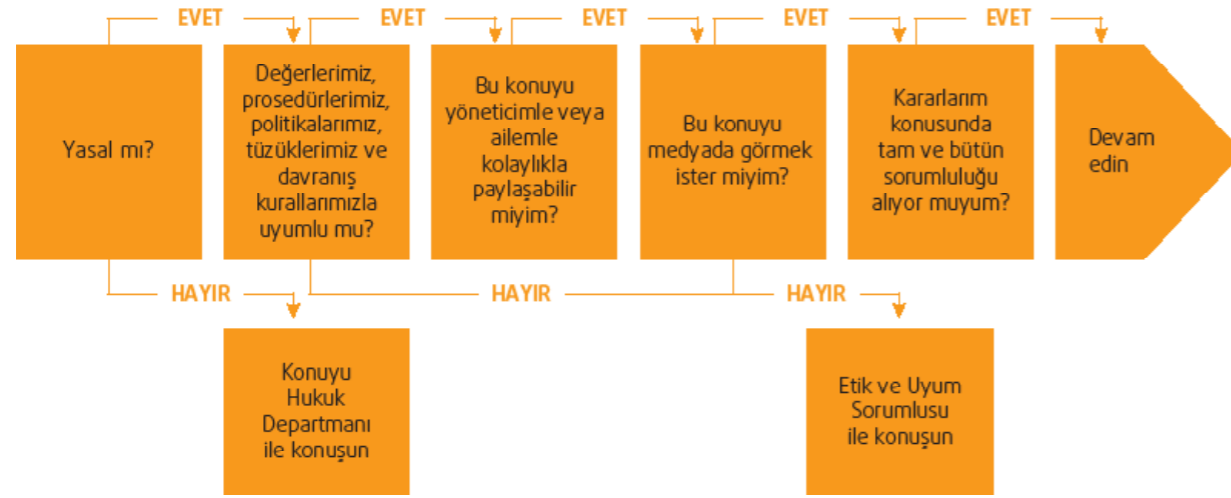 EVET
EVET
EVET
EVET
EVET
Yasal mı?
Değerlerimiz,
prosedürlerimiz,
politikalarımız,
tüzüklerimiz ve
davranış
kurallarımızla
uyumlu mu?
Bu konuyu
yöneticimle veya
ailemle
kolaylıkla
paylaşabilir
miyim?
Bu konuyu
medyada görmek
ister miyim?
Kararlarım
konusunda
tam ve bütün
sorumluluğu
alıyor muyum?
Devam
edin
HAYIR
HAYIR
HAYIR
Konuyu
Hukuk
Departmanı
ile konuşun
Etik ve Uyum
Sorumlusu
ile konuşun